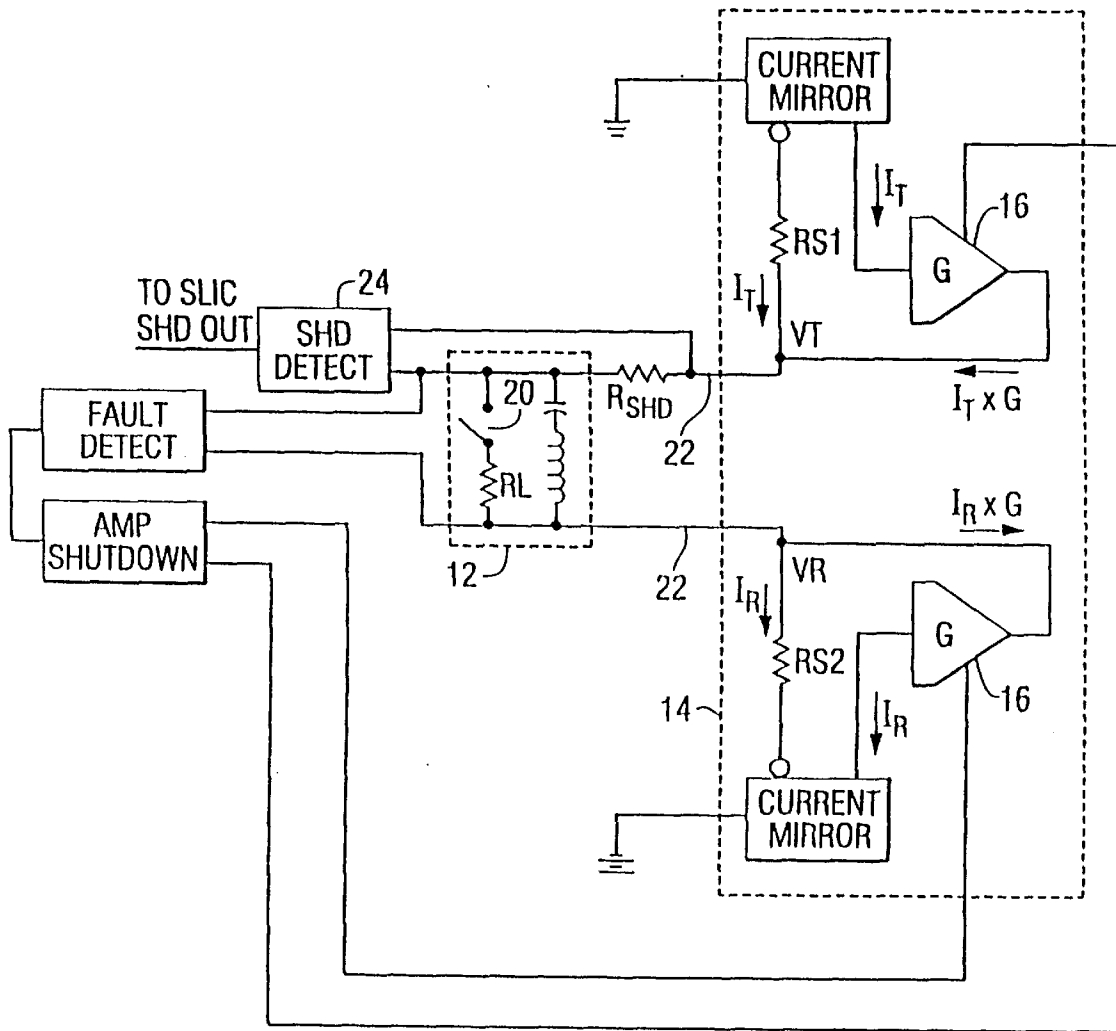 CURRENT
MIRROR
I_T
16
G
RS1
I_T
VT
I_T x G
TO SLIC
SHD OUT
24
SHD
DETECT
20
R_SHD
22
FAULT
DETECT
RL
AMP
SHUTDOWN
12
22
I_R x G
VR
I_R
G
RS2
16
14
I_R
CURRENT
MIRROR